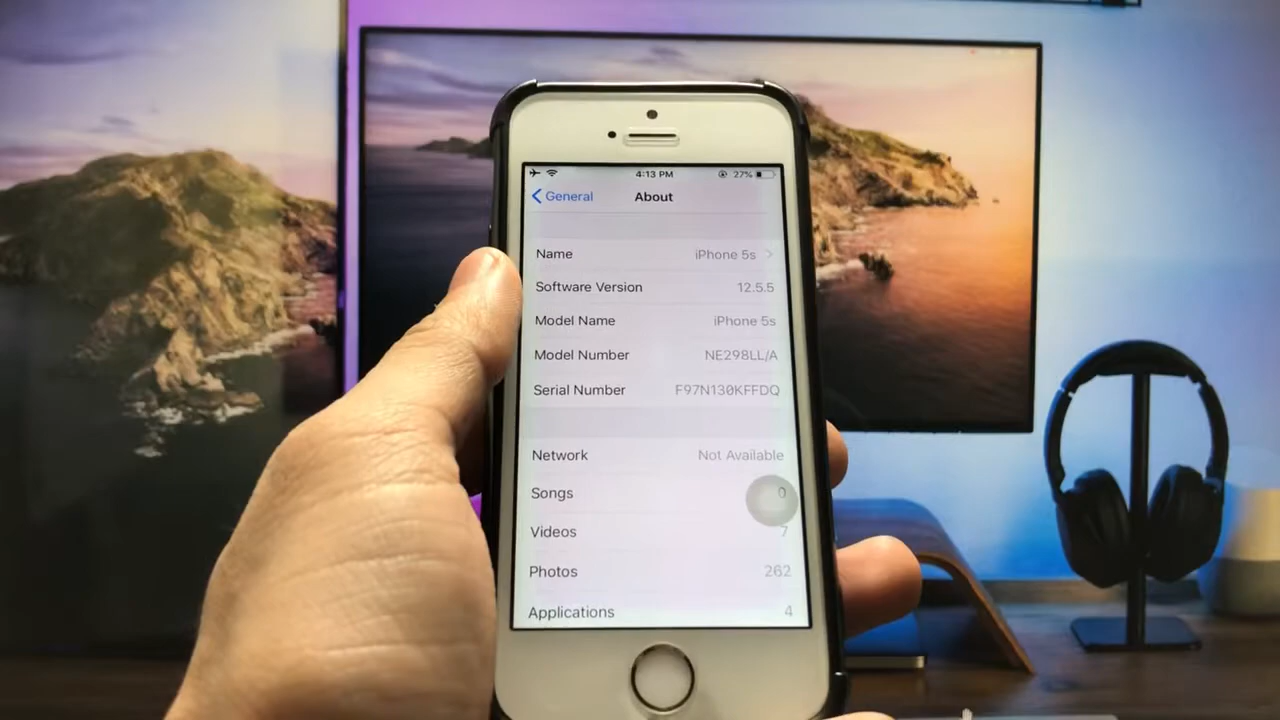 4:13 PM 27%
General About
Name iPhone 5s
Software Version 12.5.5
Model Name iPhone 5s
Model Number NE298LL/A
Serial Number F97N130KFFDQ
Network Not Available
Songs 0
Videos 7
Photos 262
Applications 4